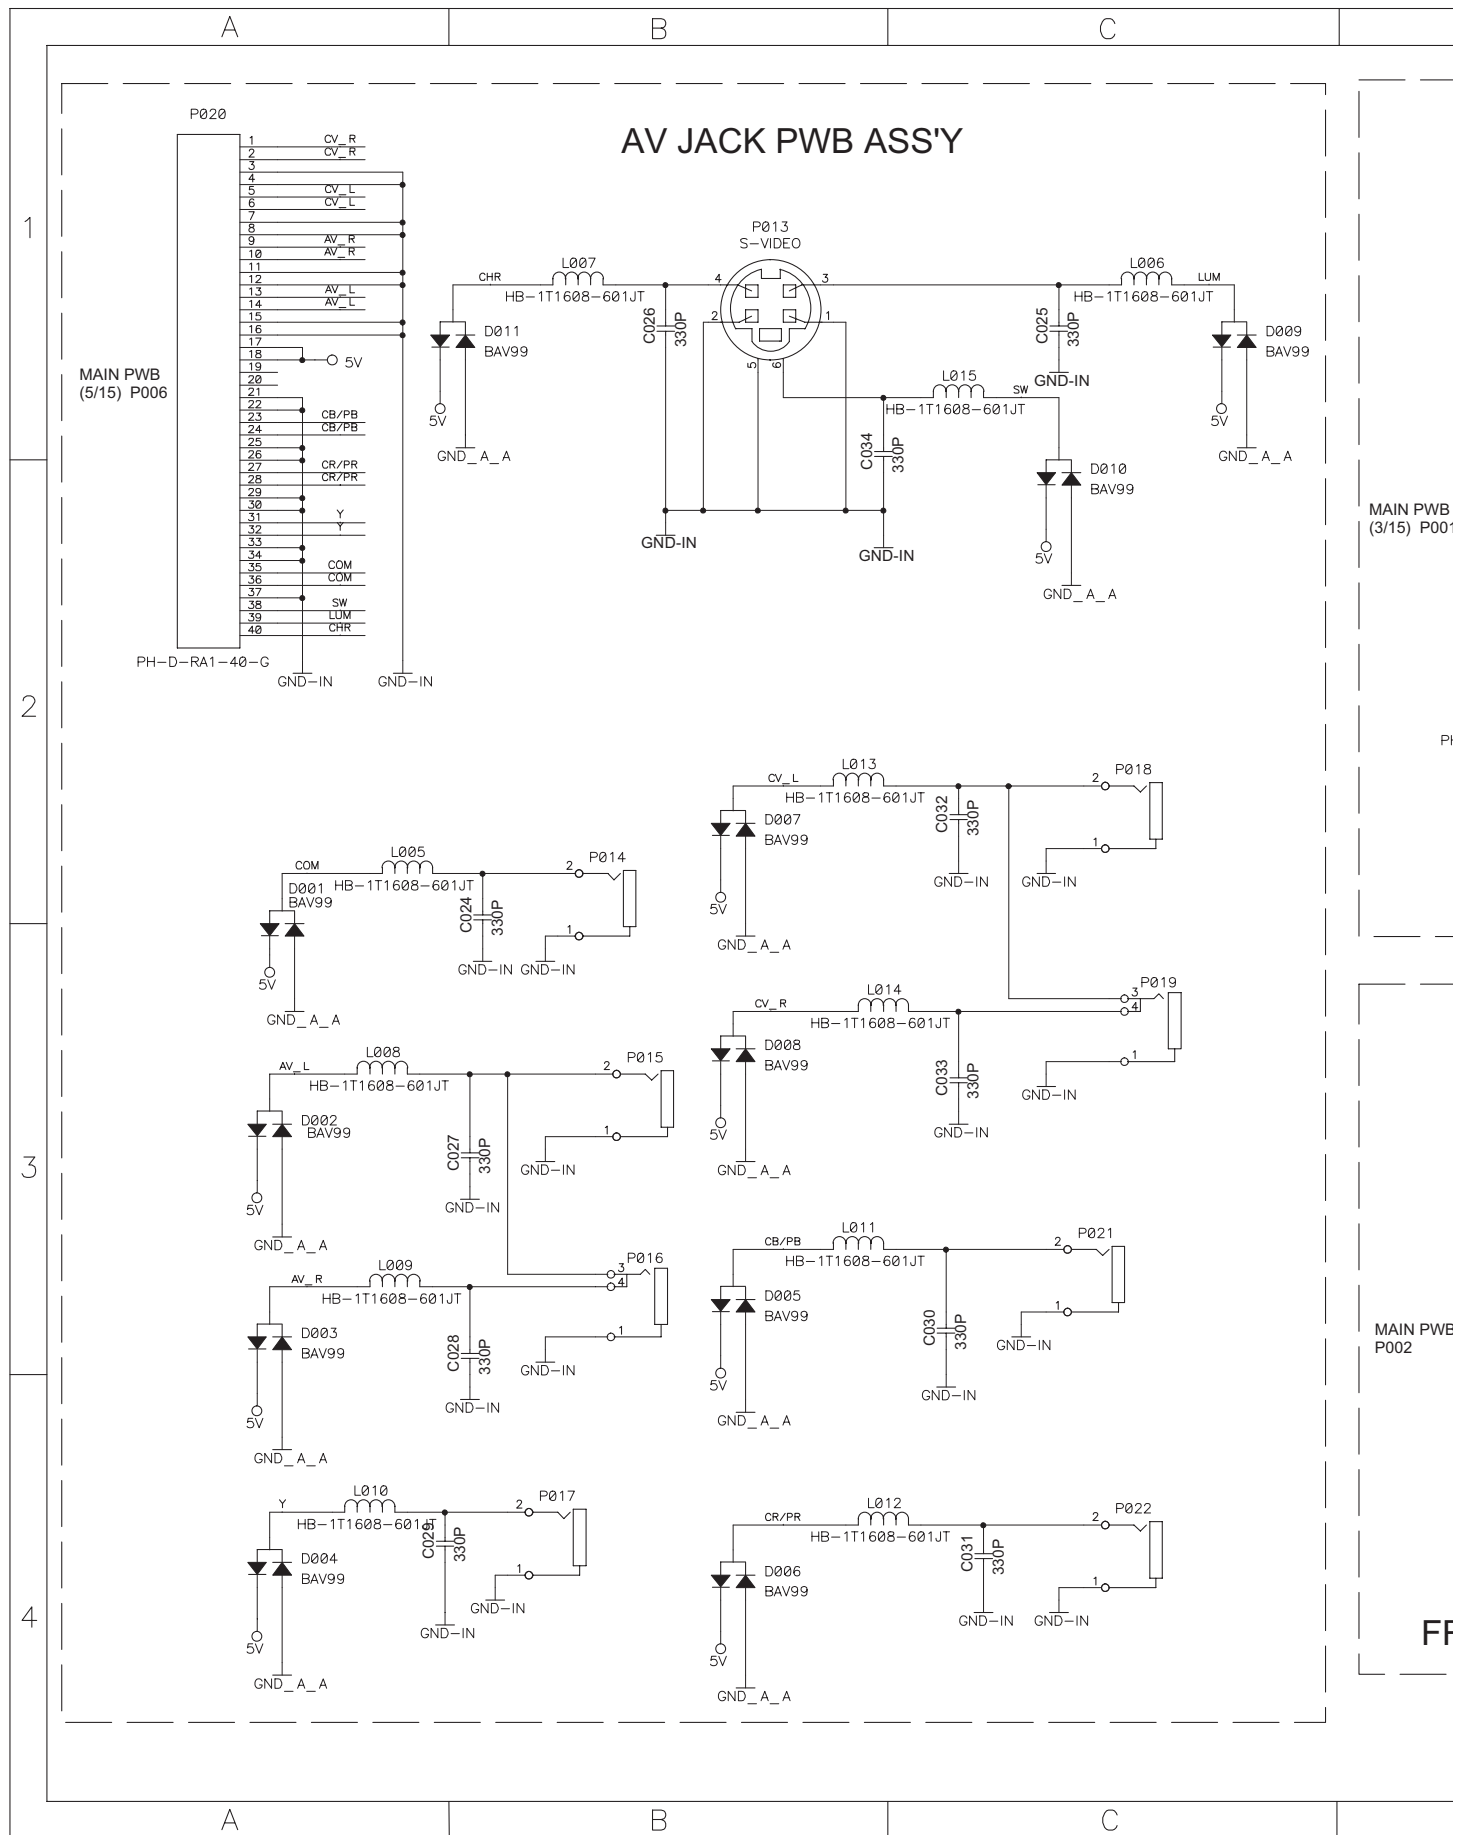 A
B
C
P020
AV JACK PWB ASS'Y
1 CV_R
2 CV_R
3
4
5 CV_L
6 CV_L
7
8
9 AV_R
10 AV_R
11
12
13 AV_L
14 AV_L
15
16
17
18 5V
19
20
21
22
23 CB/PB
24 CB/PB
25
26
27 CR/PR
28 CR/PR
29
30
31 Y
32 Y
33
34
35 COM
36 COM
37
38 SW
39 LUM
40 CHR
MAIN PWB
(5/15) P006
PH-D-RA1-40-G
GND-IN
GND-IN
1
P013
S-VIDEO
CHR
L007
HB-1T1608-601JT
D011
BAV99
5V
GND_A_A
C026
330P
4
3
2
1
5
6
GND-IN
L006
LUM
HB-1T1608-601JT
C025
330P
GND-IN
D009
BAV99
5V
GND_A_A
L015
SW
HB-1T1608-601JT
C034
330P
GND-IN
D010
BAV99
5V
GND_A_A
MAIN PWB
(3/15) P001
2
PH
CV_L
L013
HB-1T1608-601JT
D007
BAV99
5V
GND_A_A
C032
330P
GND-IN
2
P018
1
GND-IN
COM
L005
HB-1T1608-601JT
D001
BAV99
5V
GND_A_A
C024
330P
GND-IN
2
P014
1
GND-IN
CV_R
L014
HB-1T1608-601JT
D008
BAV99
5V
GND_A_A
C033
330P
GND-IN
P019
3
4
1
GND-IN
AV_L
L008
HB-1T1608-601JT
D002
BAV99
5V
GND_A_A
C027
330P
GND-IN
2
P015
1
GND-IN
3
AV_R
L009
HB-1T1608-601JT
D003
BAV99
5V
GND_A_A
C028
330P
GND-IN
P016
3
4
1
GND-IN
CB/PB
L011
HB-1T1608-601JT
D005
BAV99
5V
GND_A_A
C030
330P
GND-IN
2
P021
1
GND-IN
MAIN PWB
P002
Y
L010
HB-1T1608-601JT
D004
BAV99
5V
GND_A_A
C029
330P
GND-IN
2
P017
1
GND-IN
CR/PR
L012
HB-1T1608-601JT
D006
BAV99
5V
GND_A_A
C031
330P
GND-IN
2
P022
1
GND-IN
4
A
B
C